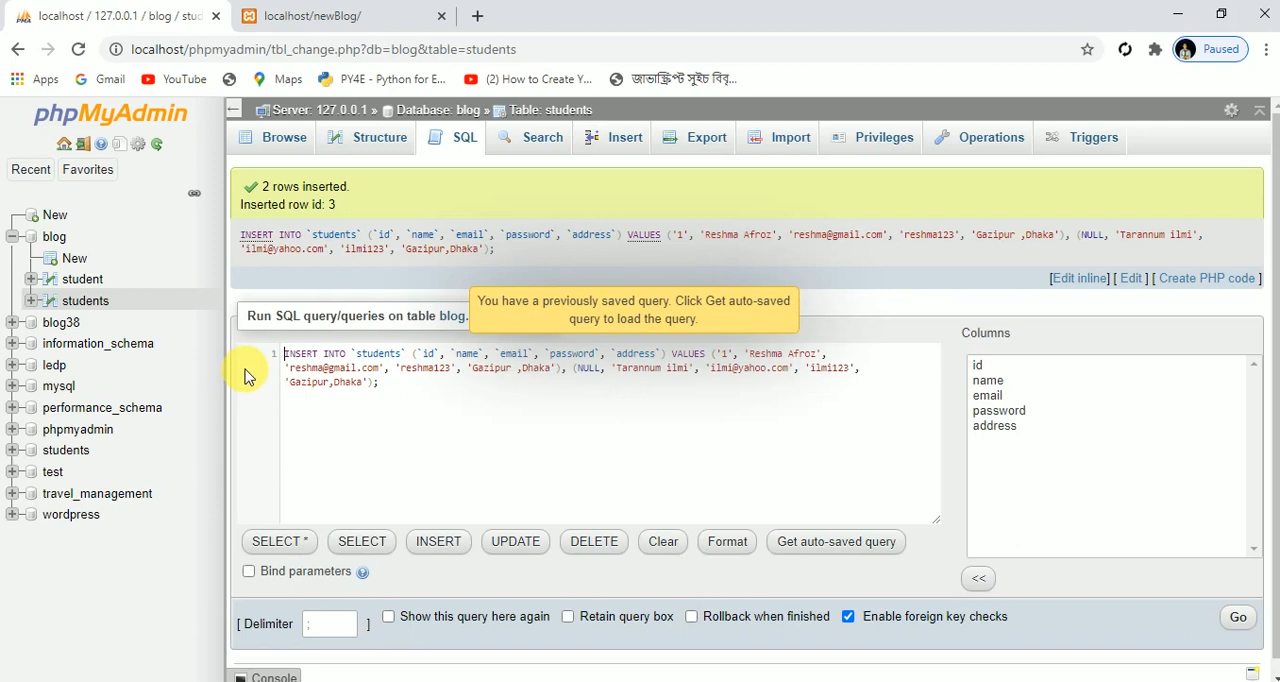 localhost / 127.0.0.1 / blog / stud
localhost/newBlog/
localhost/phpmyadmin/tbl_change.php?db=blog&table=students
Paused
Apps
Gmail
YouTube
Maps
PY4E - Python for E...
(2) How to Create Y...
জাভাস্ক্রিপ্ট সুইচ বিবৃ...
phpMyAdmin
Recent
Favorites
New
blog
New
student
students
blog38
information_schema
ledp
mysql
performance_schema
phpmyadmin
students
test
travel_management
wordpress
Server: 127.0.0.1 » Database: blog » Table: students
Browse
Structure
SQL
Search
Insert
Export
Import
Privileges
Operations
Triggers
2 rows inserted.
Inserted row id: 3
INSERT INTO `students` (`id`, `name`, `email`, `password`, `address`) VALUES ('1', 'Reshma Afroz', 'reshma@gmail.com', 'reshma123', 'Gazipur ,Dhaka'), (NULL, 'Tarannum ilmi',
'ilmi@yahoo.com', 'ilmi123', 'Gazipur,Dhaka');
[Edit inline] [ Edit ] [ Create PHP code ]
You have a previously saved query. Click Get auto-saved
query to load the query.
Run SQL query/queries on table blog.
1 INSERT INTO `students` (`id`, `name`, `email`, `password`, `address`) VALUES ('1', 'Reshma Afroz',
'reshma@gmail.com', 'reshma123', 'Gazipur ,Dhaka'), (NULL, 'Tarannum ilmi', 'ilmi@yahoo.com', 'ilmi123',
'Gazipur,Dhaka');
Columns
id
name
email
password
address
SELECT *
SELECT
INSERT
UPDATE
DELETE
Clear
Format
Get auto-saved query
<<
Bind parameters
[ Delimiter ; ]
Show this query here again
Retain query box
Rollback when finished
Enable foreign key checks
Go
Console